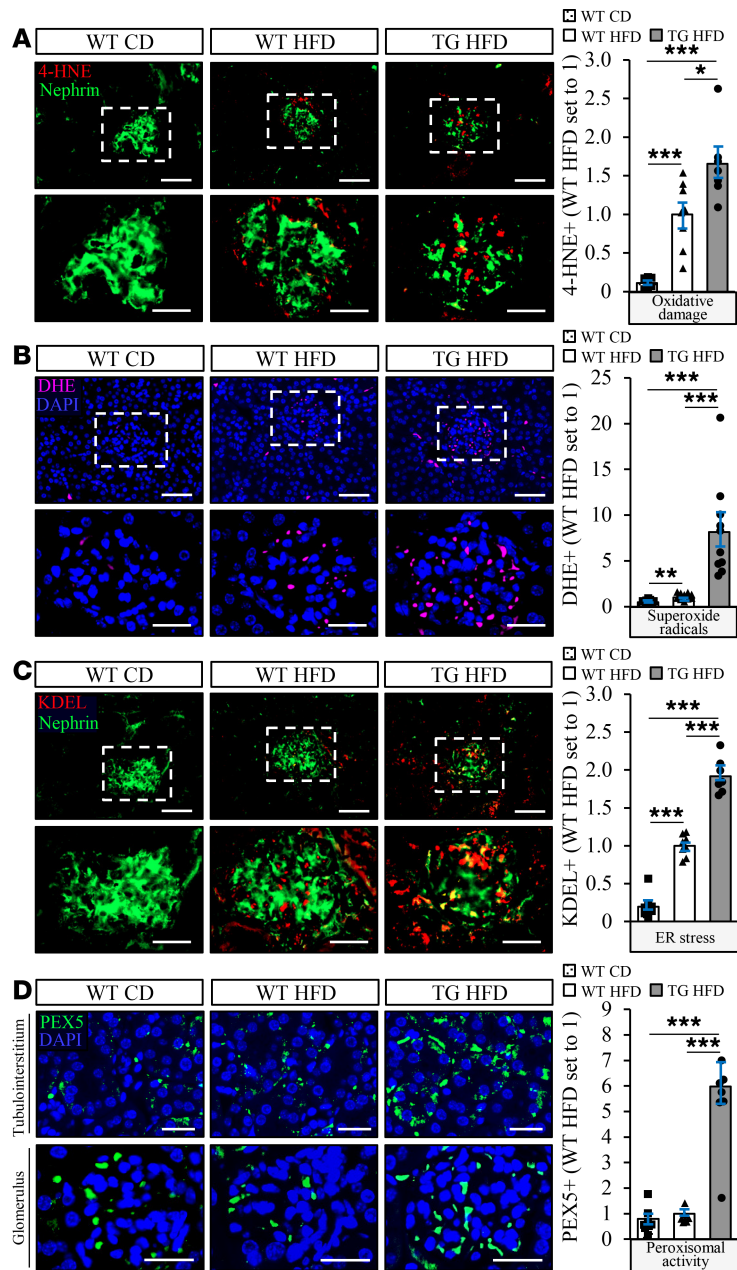 A
WT CD
WT HFD
TG HFD
4-HNE
Nephrin
WT CD
WT HFD
TG HFD
4-HNE+ (WT HFD set to 1)
3.0
2.5
2.0
1.5
1.0
0.5
0
***
***
*
Oxidative
damage
B
WT CD
WT HFD
TG HFD
DHE
DAPI
WT CD
WT HFD
TG HFD
DHE+ (WT HFD set to 1)
25
20
15
10
5
0
***
***
**
Superoxide
radicals
C
WT CD
WT HFD
TG HFD
KDEL
Nephrin
WT CD
WT HFD
TG HFD
KDEL+ (WT HFD set to 1)
3.0
2.5
2.0
1.5
1.0
0.5
0
***
***
***
ER stress
D
WT CD
WT HFD
TG HFD
Tubulointerstitium
PEX5
DAPI
Glomerulus
WT CD
WT HFD
TG HFD
PEX5+ (WT HFD set to 1)
9
8
7
6
5
4
3
2
1
0
***
***
Peroxisomal
activity